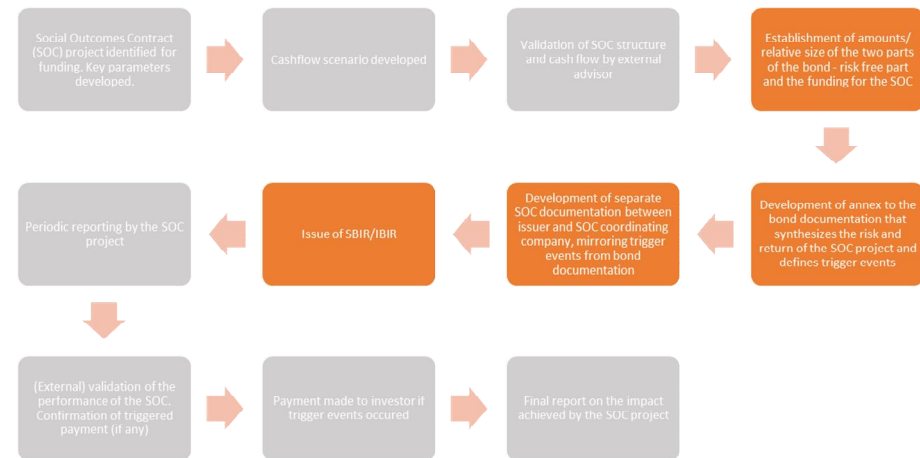 Social Outcomes Contract
(SOC) project identified for
funding. Key parameters
developed.
Cashflow scenario developed
Validation of SOC structure
and cash flow by external
advisor
Establishment of amounts/
relative size of the two parts
of the bond - risk free part
and the funding for the SOC
Development of annex to the
bond documentation that
synthesizes the risk and
return of the SOC project and
defines trigger events
Development of separate
SOC documentation between
issuer and SOC coordinating
company, mirroring trigger
events from bond
documentation
Issue of SBIR/IBIR
Periodic reporting by the SOC
project
(External) validation of the
performance of the SOC.
Confirmation of triggered
payment (if any)
Payment made to investor if
trigger events occured
Final report on the impact
achieved by the SOC project